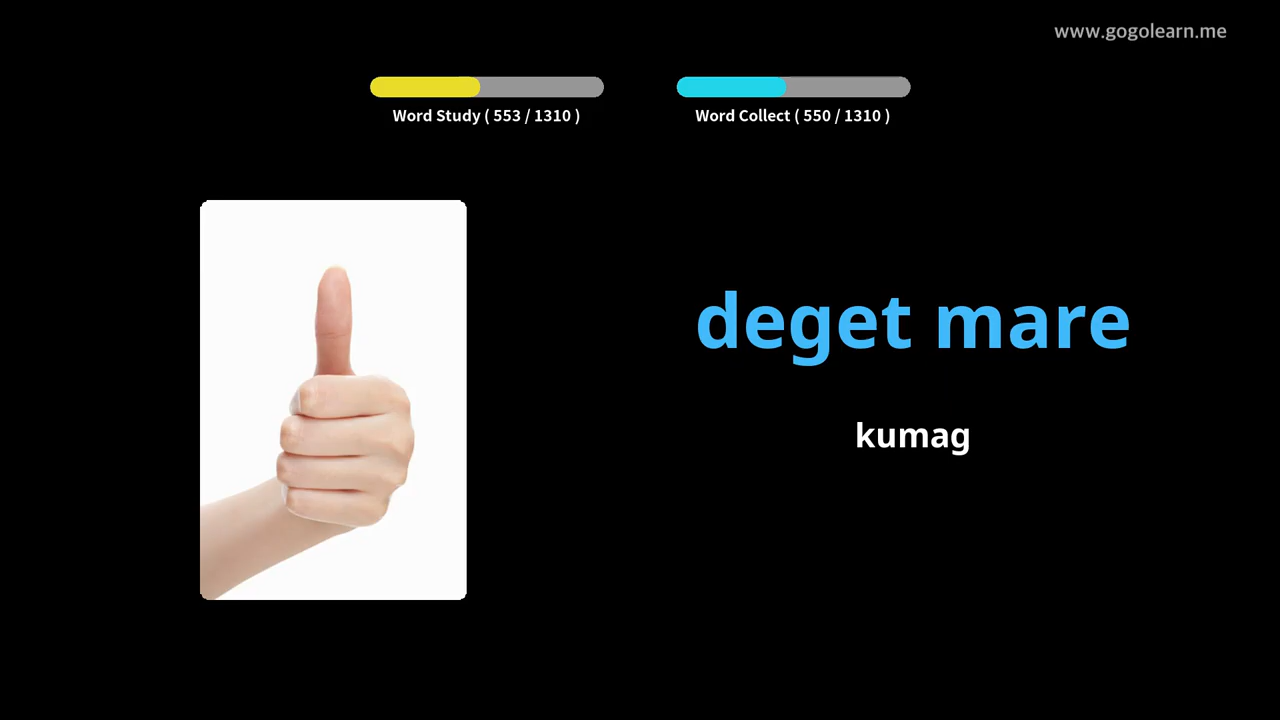 www.gogolearn.me
Word Study ( 553 / 1310 )
Word Collect ( 550 / 1310 )
deget mare
kumag